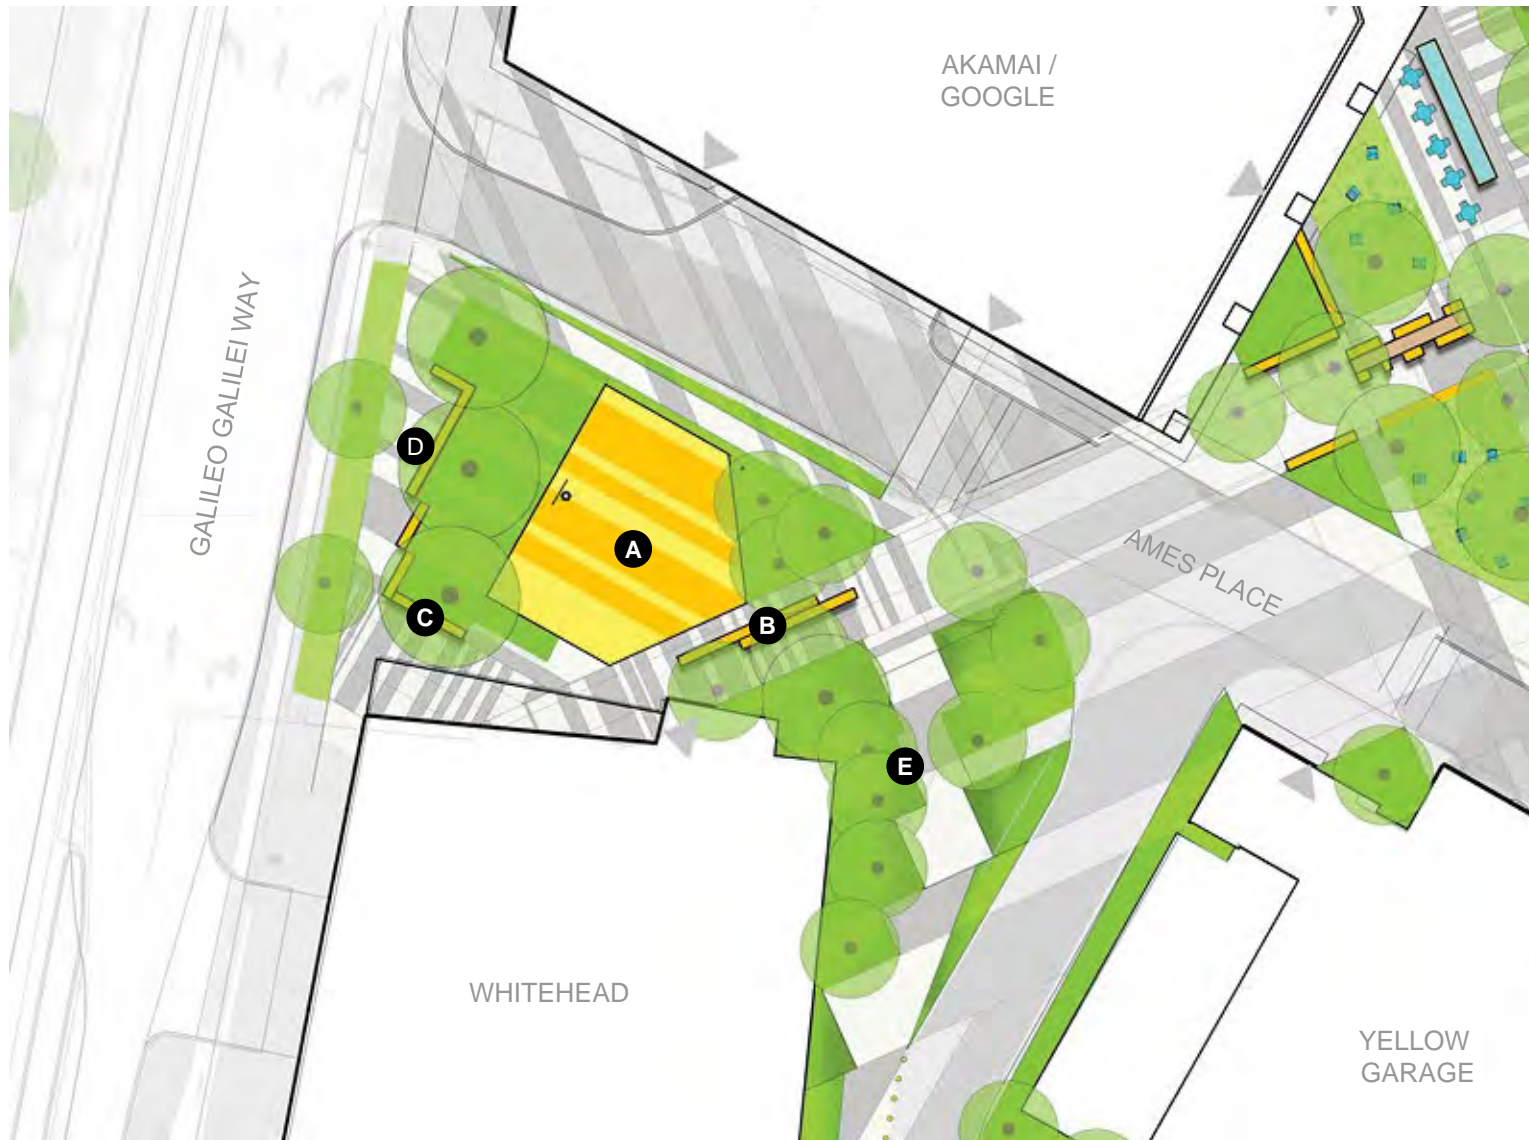 AKAMAI /
GOOGLE
GALILEO GALILEI WAY
D
A
AMES PLACE
C
B
E
WHITEHEAD
YELLOW
GARAGE